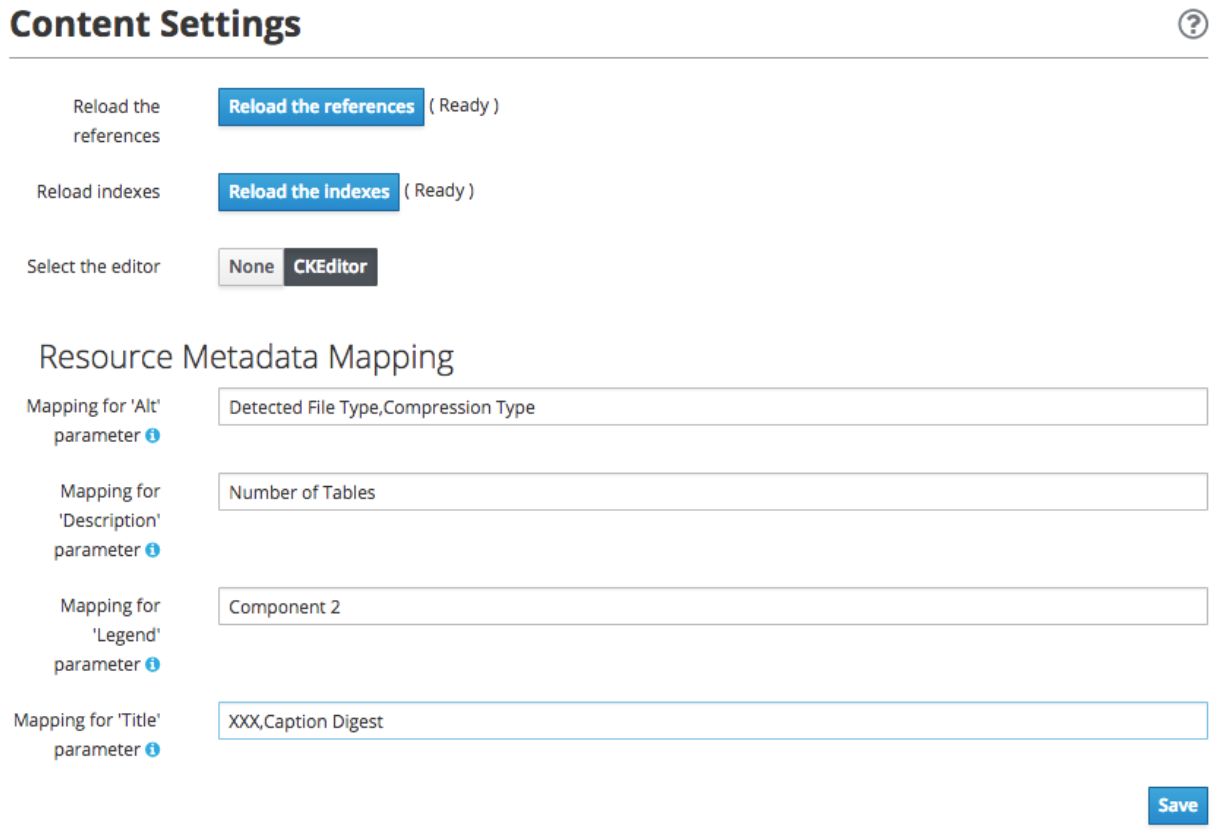 Content Settings
Reload the
references
Reload the references ( Ready )
Reload indexes
Reload the indexes ( Ready )
Select the editor
None CKEditor
Resource Metadata Mapping
Mapping for 'Alt'
parameter
Detected File Type,Compression Type
Mapping for
'Description'
parameter
Number of Tables
Mapping for
'Legend'
parameter
Component 2
Mapping for 'Title'
parameter
XXX,Caption Digest
Save